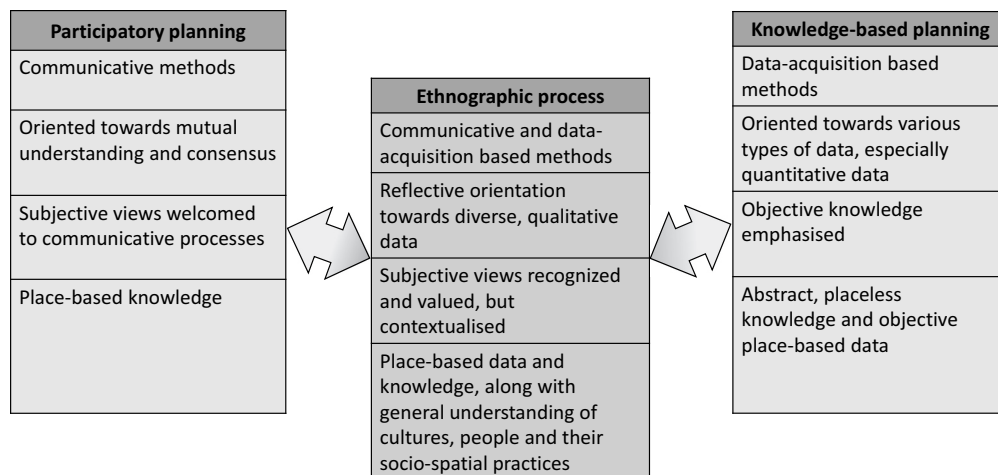 Participatory planning
Communicative methods
Oriented towards mutual
understanding and consensus
Subjective views welcomed
to communicative processes
Place-based knowledge
Ethnographic process
Communicative and data-
acquisition based methods
Reflective orientation
towards diverse, qualitative
data
Subjective views recognized
and valued, but
contextualised
Place-based data and
knowledge, along with
general understanding of
cultures, people and their
socio-spatial practices
Knowledge-based planning
Data-acquisition based
methods
Oriented towards various
types of data, especially
quantitative data
Objective knowledge
emphasised
Abstract, placeless
knowledge and objective
place-based data